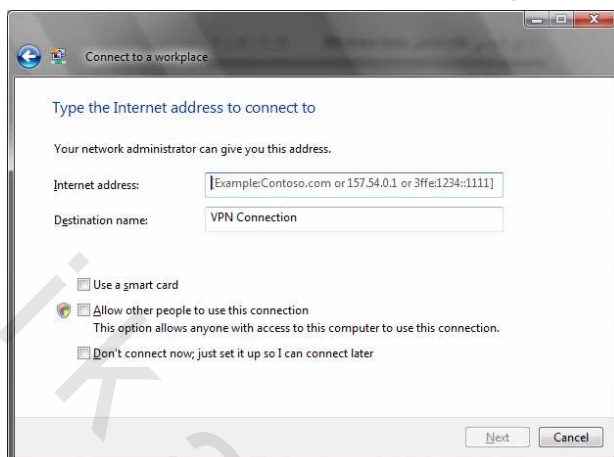 Connect to a workplace
Type the Internet address to connect to
Your network administrator can give you this address.
Internet address: [Example:Contoso.com or 157.54.0.1 or 3ffe:1234::1111]
Destination name: VPN Connection
Use a smart card
Allow other people to use this connection
This option allows anyone with access to this computer to use this connection.
Don't connect now; just set it up so I can connect later
Next Cancel